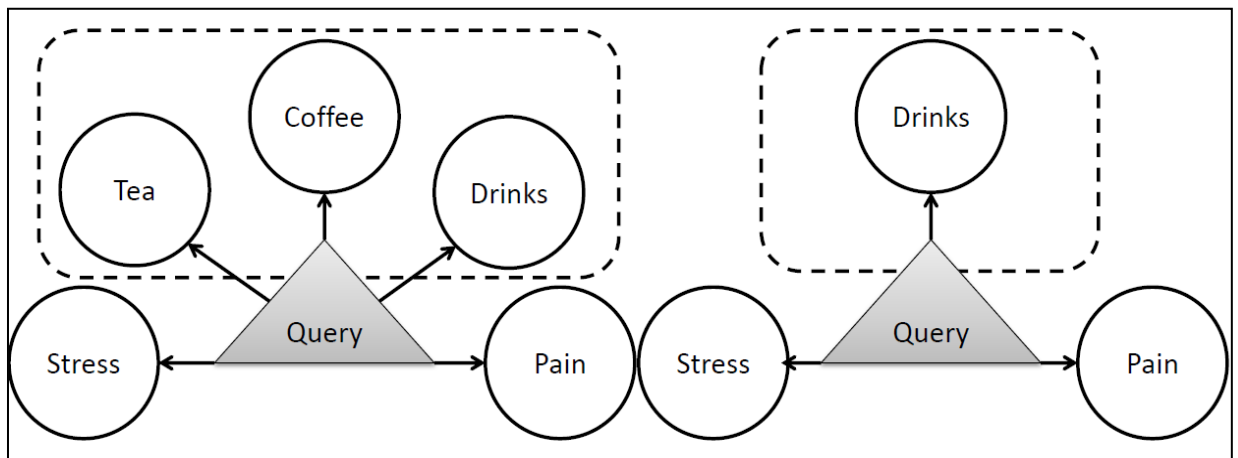 Coffee
Tea
Drinks
Query
Stress
Pain
Drinks
Query
Stress
Pain